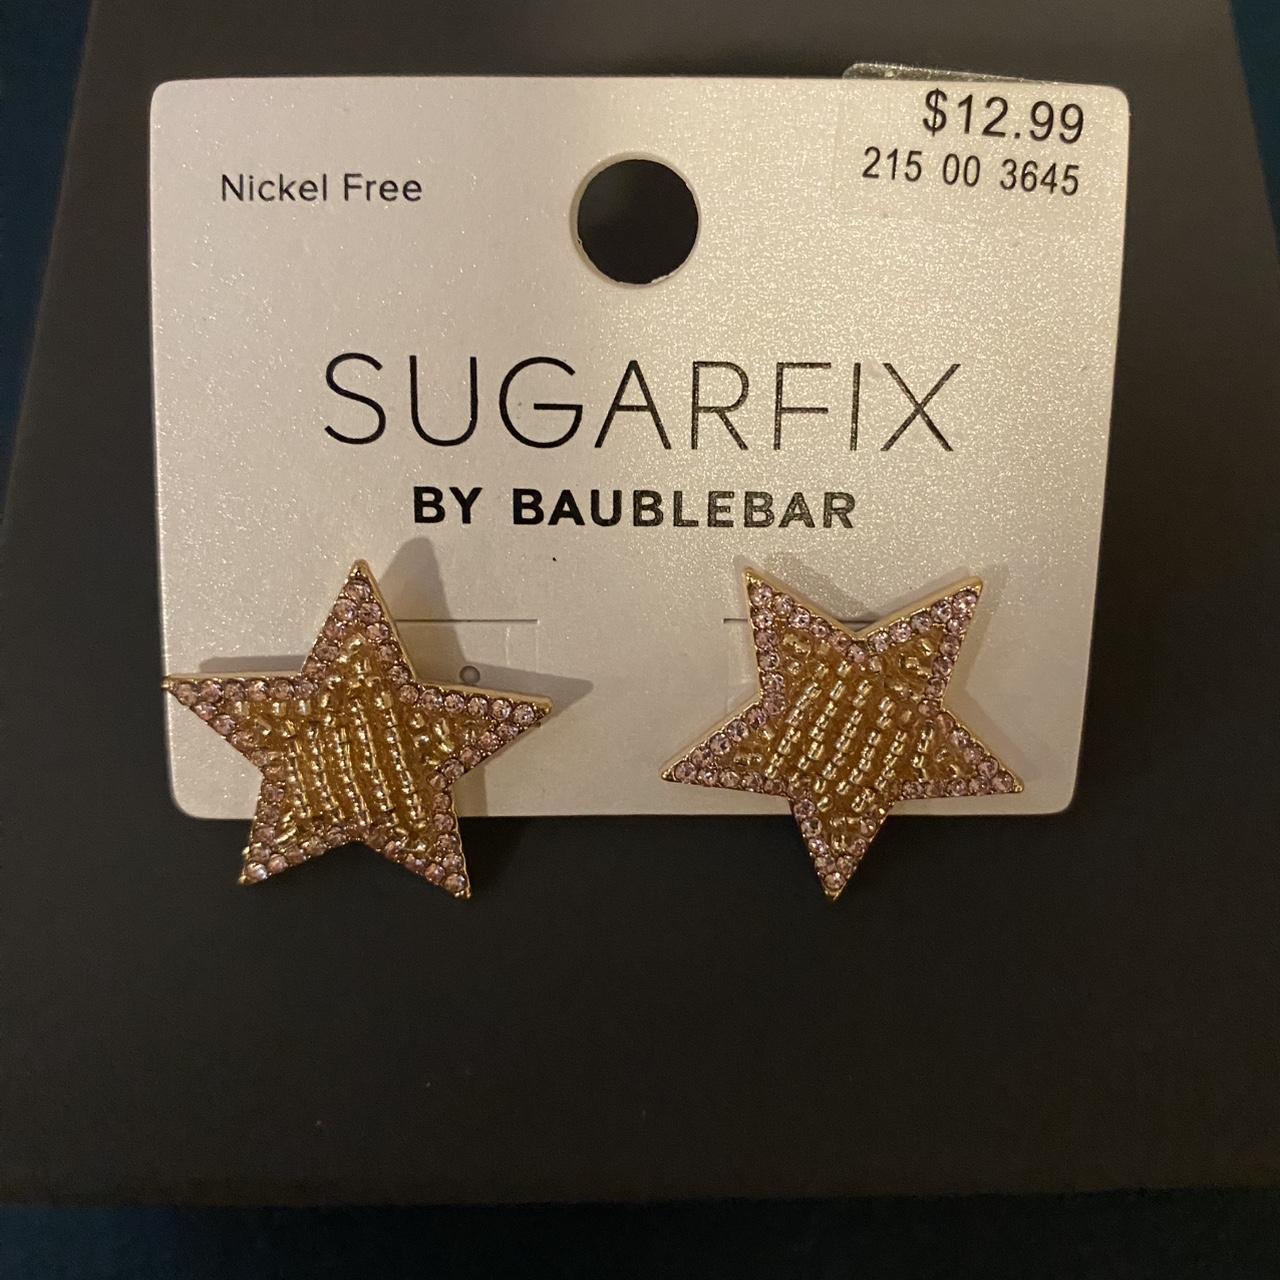 $12.99
215 00 3645
Nickel Free
SUGARFIX
BY BAUBLEBAR